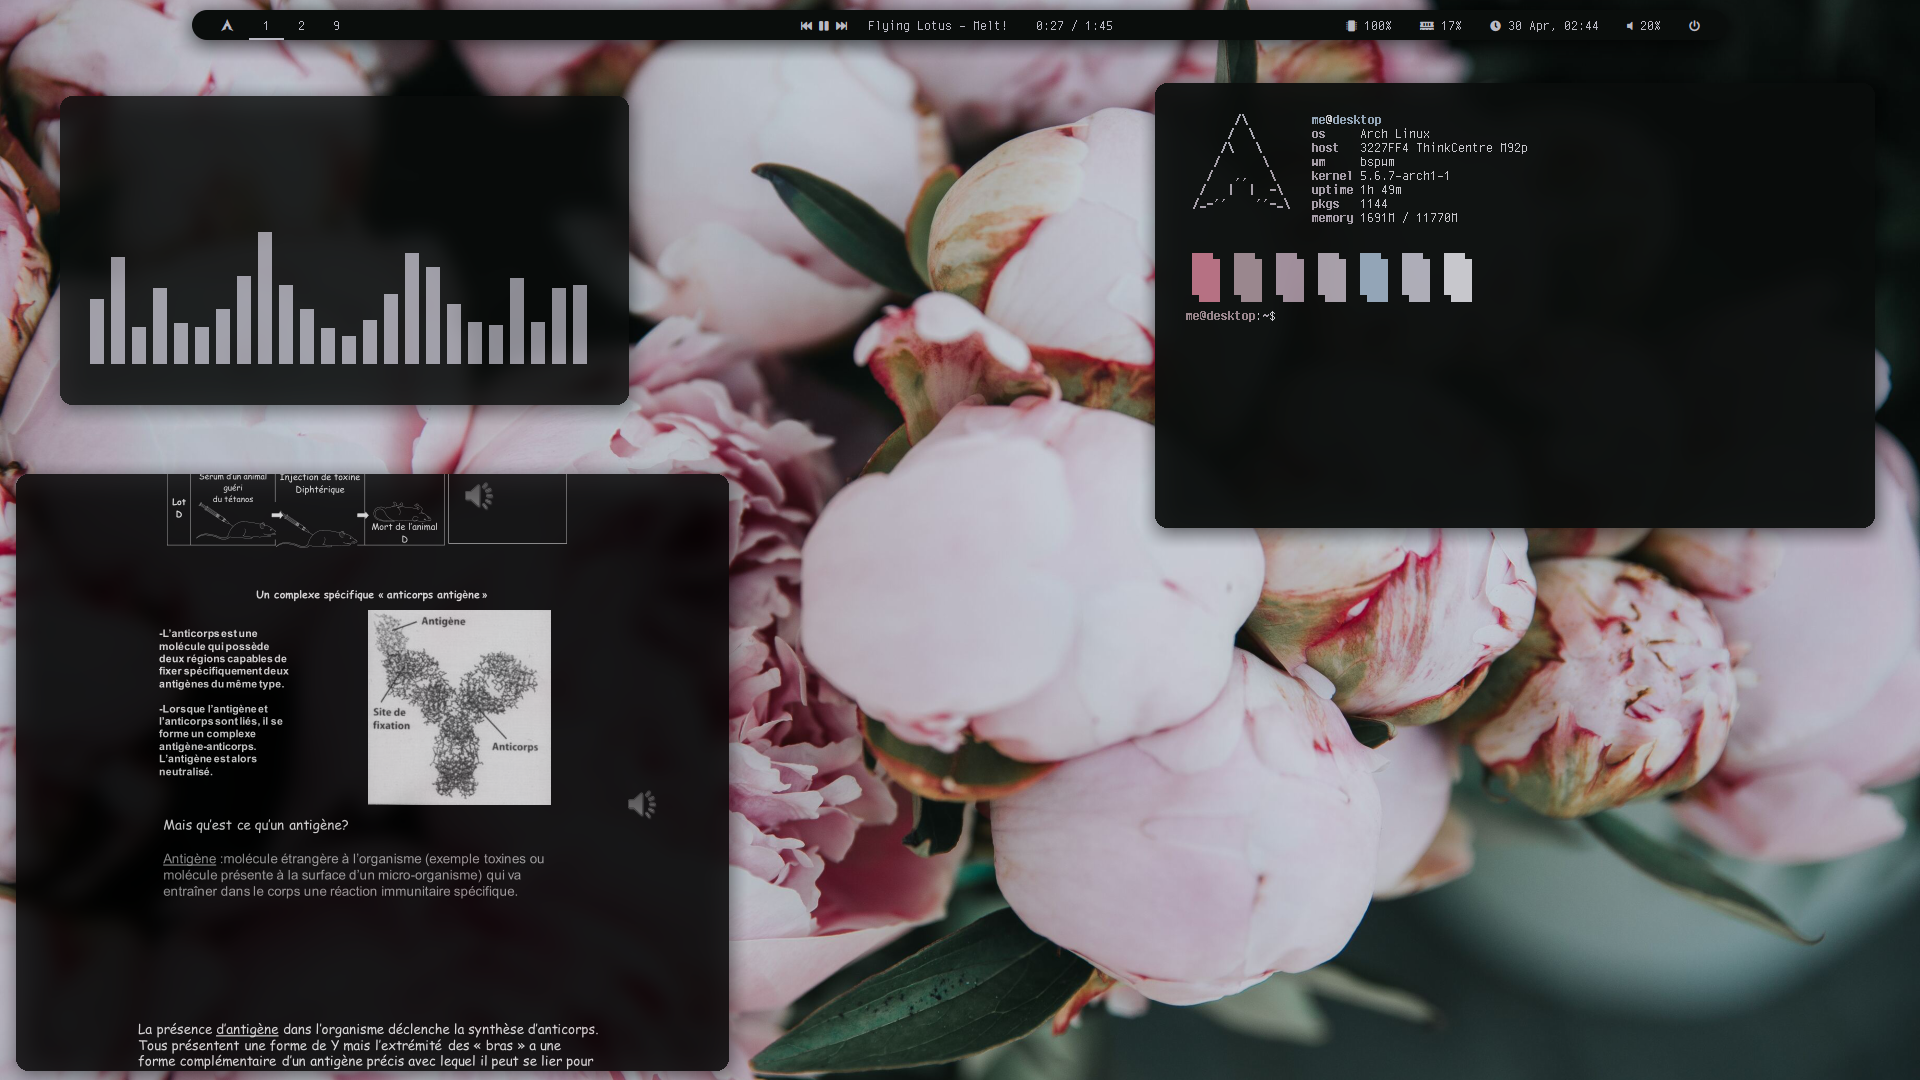 1 2 9
Flying Lotus - Melt! 0:27 / 1:45
100% 17% 30 Apr, 02:44 20%
me@desktop
os Arch Linux
host 3227FF4 ThinkCentre M92p
wm bspwm
kernel 5.6.7-arch1-1
uptime 1h 49m
pkgs 1144
memory 1691M / 11770M
me@desktop:~$
Lot
D
Sérum d'un animal
guéri
du tétanos
Injection de toxine
Diphtérique
Mort de l'animal
D
Un complexe spécifique « anticorps antigène »
-L'anticorps est une
molécule qui possède
deux régions capables de
fixer spécifiquement deux
antigènes du même type.
-Lorsque l'antigène et
l'anticorps sont liés, il se
forme un complexe
antigène-anticorps.
L'antigène est alors
neutralisé.
Antigène
Site de
fixation
Anticorps
Mais qu'est ce qu'un antigène?
Antigène :molécule étrangère à l'organisme (exemple toxines ou
molécule présente à la surface d'un micro-organisme) qui va
entraîner dans le corps une réaction immunitaire spécifique.
La présence d'antigène dans l'organisme déclenche la synthèse d'anticorps.
Tous présentent une forme de Y mais l'extrémité des « bras » a une
forme complémentaire d'un antigène précis avec lequel il peut se lier pour